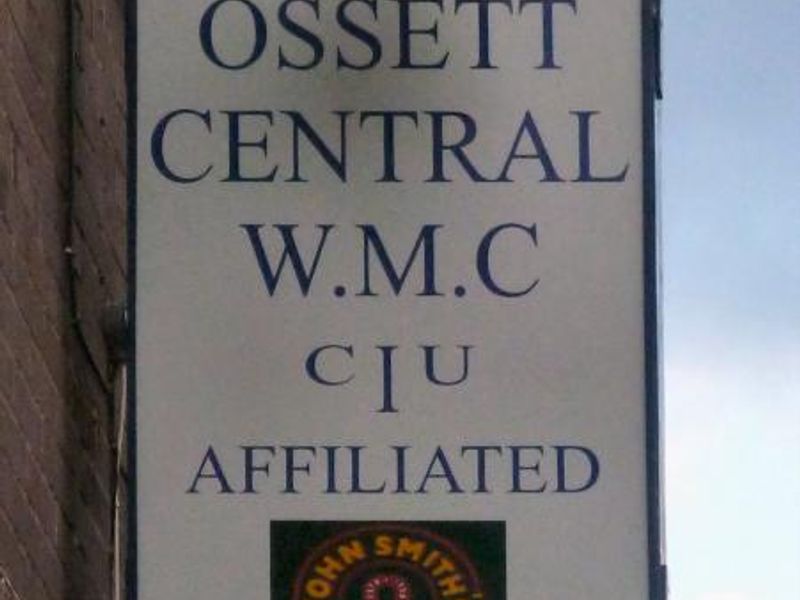 OSSETT
CENTRAL
W.M.C
CIU
AFFILIATED
JOHN SMITH'S